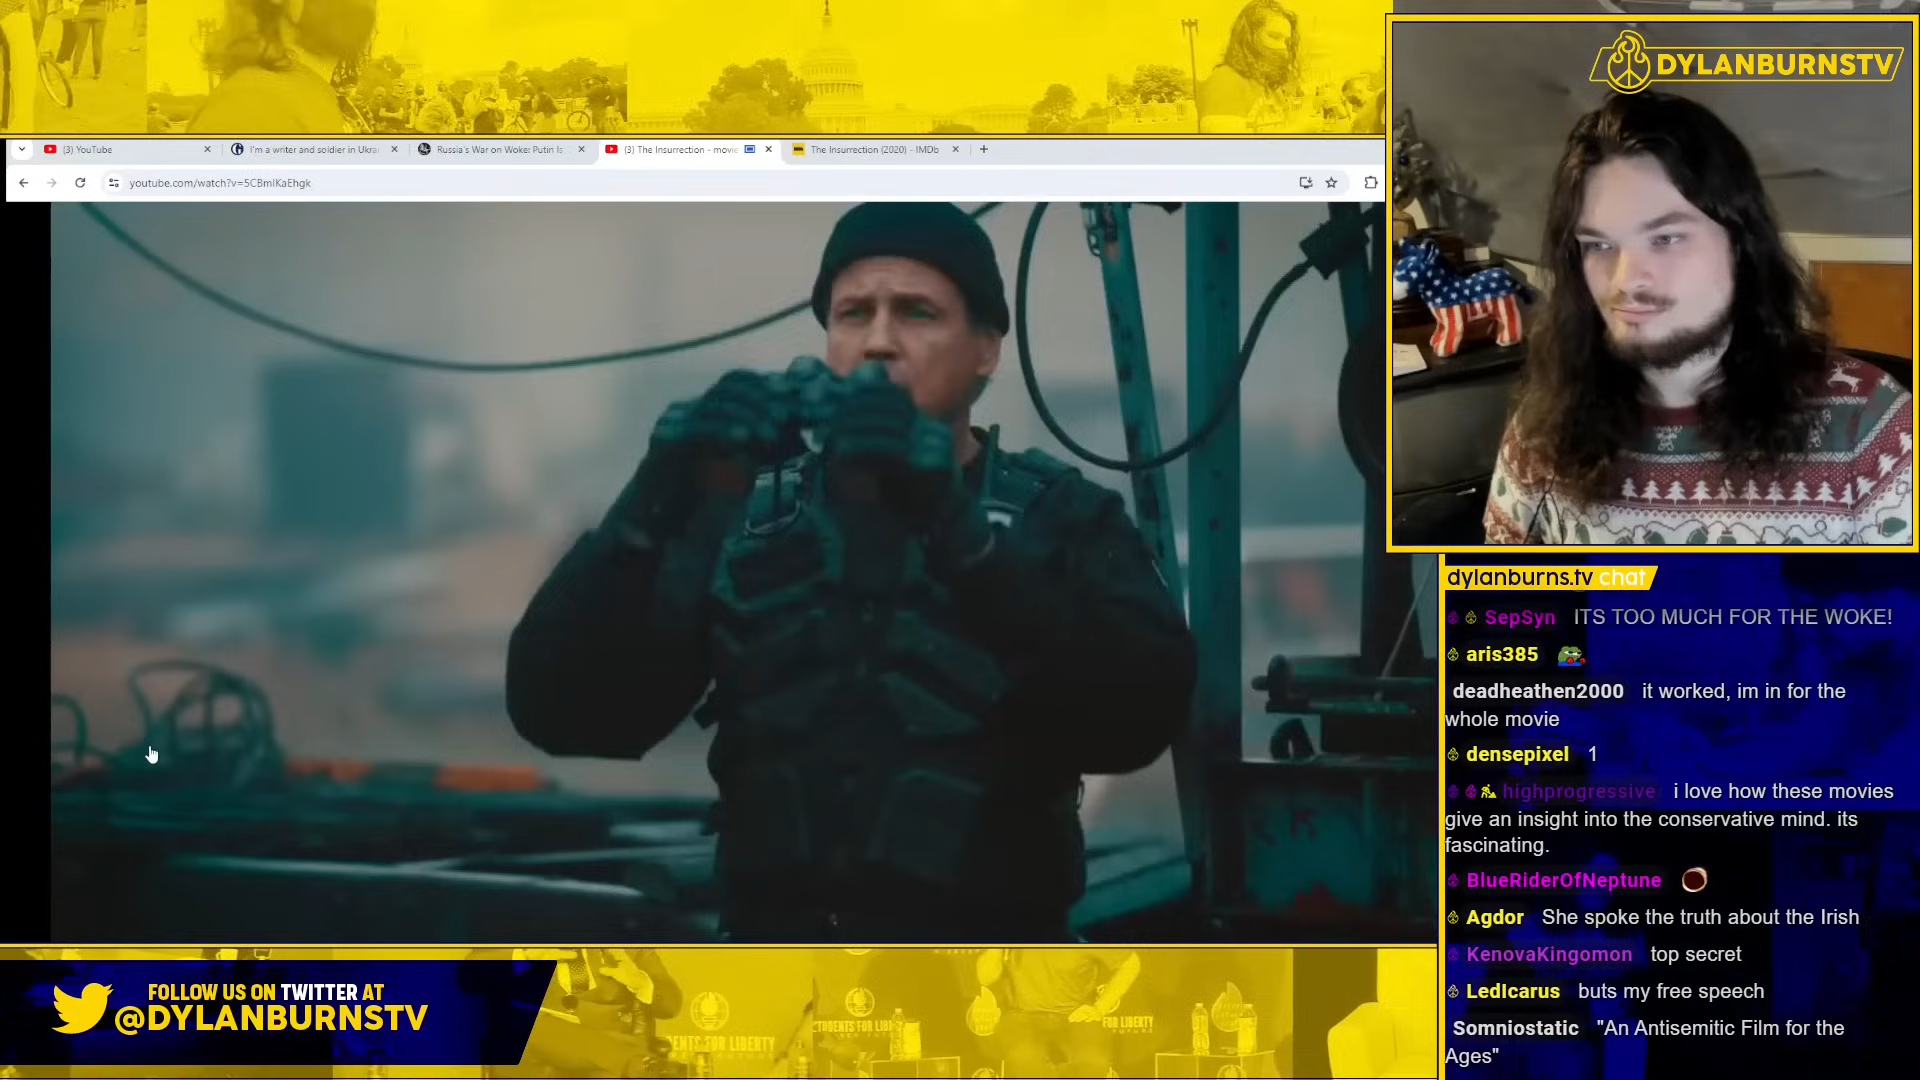 DYLANBURNSTV
(3) YouTube
I'm a writer and soldier in Ukra
Russia's War on Woke: Putin Is
(3) The Insurrection - movie
The Insurrection (2020) - IMDb
youtube.com/watch?v=5CBmIKaEhgk
dylanburns.tv chat
SepSyn ITS TOO MUCH FOR THE WOKE!
aris385
deadheathen2000 it worked, im in for the
whole movie
densepixel 1
highprogressive i love how these movies
give an insight into the conservative mind. its
fascinating.
BlueRiderOfNeptune
Agdor She spoke the truth about the Irish
KenovaKingomon top secret
LedIcarus buts my free speech
Somniostatic "An Antisemitic Film for the
Ages"
FOLLOW US ON TWITTER AT
@DYLANBURNSTV
FOR LIBERTY